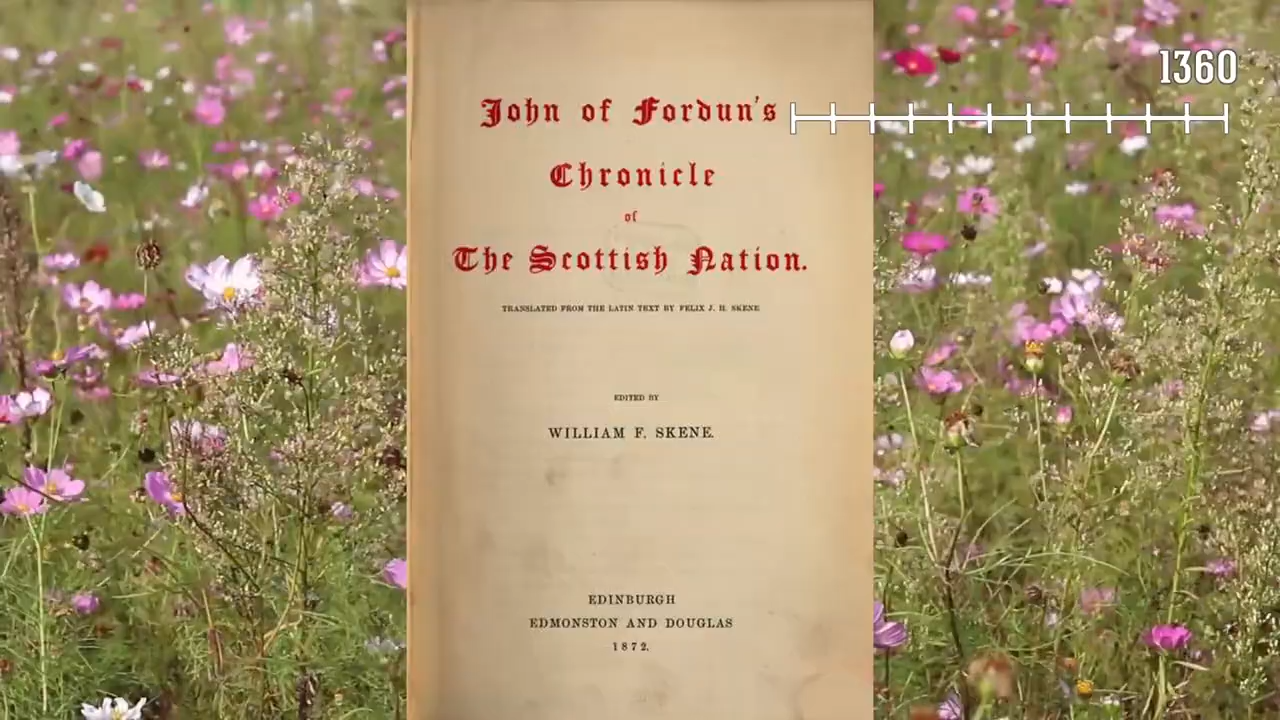 1360
John of Fordun's
Chronicle
of
The Scottish Nation.
TRANSLATED FROM THE LATIN TEXT BY FELIX J. H. SKENE
EDITED BY
WILLIAM F. SKENE.
EDINBURGH
EDMONSTON AND DOUGLAS
1872.